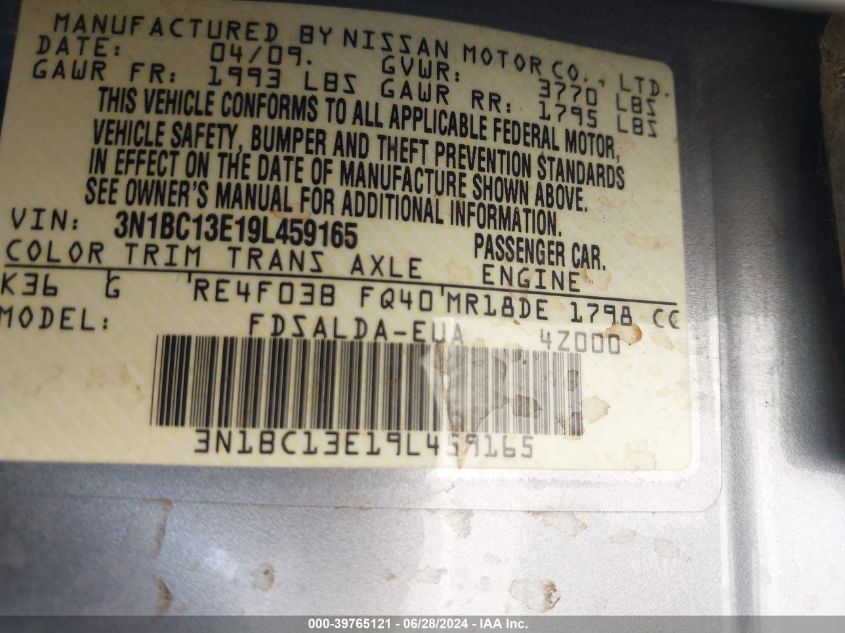 MANUFACTURED BY NISSAN MOTOR CO., LTD.
DATE: 04/09. GVWR: 3770 LBS
GAWR FR: 1993 LBS GAWR RR: 1795 LBS
THIS VEHICLE CONFORMS TO ALL APPLICABLE FEDERAL MOTOR,
VEHICLE SAFETY, BUMPER AND THEFT PREVENTION STANDARDS
IN EFFECT ON THE DATE OF MANUFACTURE SHOWN ABOVE.
SEE OWNER'S MANUAL FOR ADDITIONAL INFORMATION.
VIN: 3N1BC13E19L459165 PASSENGER CAR.
COLOR TRIM TRANS AXLE ENGINE
K36 G RE4F03B FQ40 MR18DE 1798 CC
MODEL: FDSALDA-EUA 4Z000
3N1BC13E19L459165
000-39765121 - 06/28/2024 - IAA Inc.